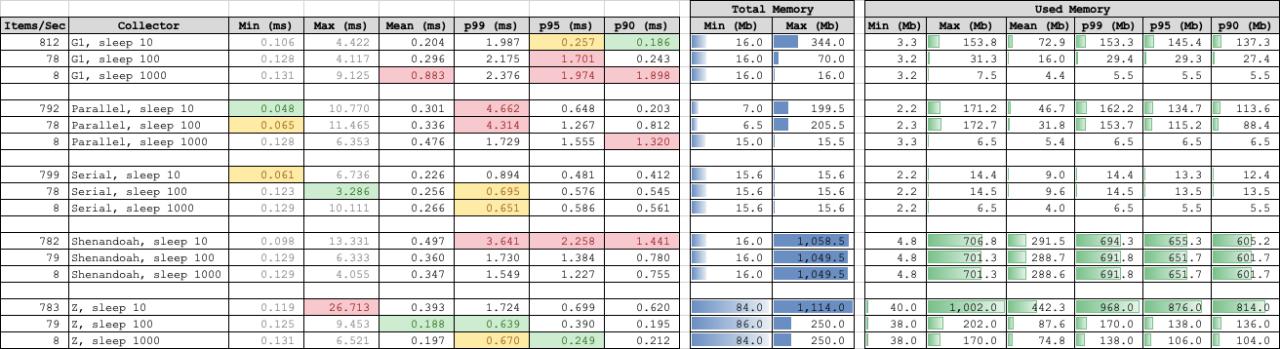 Total Memory Used Memory
Items/Sec Collector Min (ms) Max (ms) Mean (ms) p99 (ms) p95 (ms) p90 (ms) Min (Mb) Max (Mb) Min (Mb) Max (Mb) Mean (Mb) p99 (Mb) p95 (Mb) p90 (Mb)
812 G1, sleep 10 0.106 4.422 0.204 1.987 0.257 0.186 16.0 344.0 3.3 153.8 72.9 153.3 145.4 137.3
78 G1, sleep 100 0.128 4.117 0.296 2.175 1.701 0.243 16.0 70.0 3.2 31.3 16.0 29.4 29.3 27.4
8 G1, sleep 1000 0.131 9.125 0.883 2.376 1.974 1.898 16.0 16.0 3.2 7.5 4.4 5.5 5.5 5.5
792 Parallel, sleep 10 0.048 10.770 0.301 4.662 0.648 0.203 7.0 199.5 2.2 171.2 46.7 162.2 134.7 113.6
78 Parallel, sleep 100 0.065 11.465 0.336 4.314 1.267 0.812 6.5 205.5 2.3 172.7 31.8 153.7 115.2 88.4
8 Parallel, sleep 1000 0.128 6.353 0.476 1.729 1.555 1.320 15.0 15.0 3.3 6.5 5.4 6.5 6.5 6.5
799 Serial, sleep 10 0.061 6.736 0.226 0.894 0.481 0.412 15.6 15.6 2.2 14.4 9.0 14.4 13.3 12.4
78 Serial, sleep 100 0.123 3.286 0.256 0.695 0.576 0.545 15.6 15.6 2.2 14.5 9.6 14.5 13.5 13.5
8 Serial, sleep 1000 0.129 10.111 0.266 0.651 0.586 0.561 15.6 15.6 2.2 6.5 4.0 6.5 5.5 5.5
782 Shenandoah, sleep 10 0.098 13.331 0.497 3.641 2.258 1.441 16.0 1,058.5 4.8 706.8 291.5 694.3 655.3 605.2
79 Shenandoah, sleep 100 0.129 6.333 0.360 1.730 1.384 0.780 16.0 1,049.5 4.8 701.3 288.7 691.8 651.7 601.7
8 Shenandoah, sleep 1000 0.129 4.055 0.347 1.549 1.227 0.755 16.0 1,049.5 4.8 701.3 288.6 691.8 651.7 601.7
783 Z, sleep 10 0.119 26.713 0.393 1.724 0.699 0.620 84.0 1,114.0 40.0 1,002.0 442.3 968.0 876.0 814.0
79 Z, sleep 100 0.125 9.453 0.188 0.639 0.390 0.195 86.0 250.0 38.0 202.0 87.6 170.0 138.0 136.0
8 Z, sleep 1000 0.131 6.521 0.197 0.670 0.249 0.212 84.0 250.0 38.0 170.0 74.8 138.0 106.0 104.0